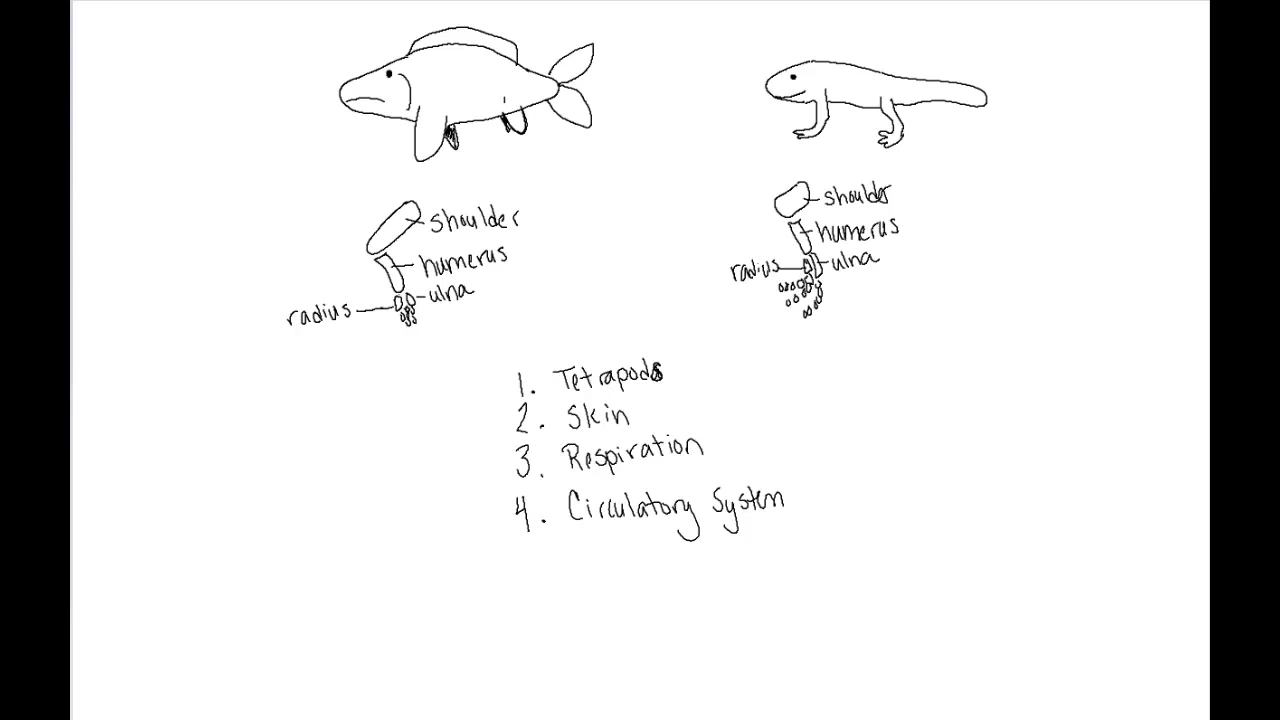 shoulder
humerus
ulna
radius
shoulder
humerus
ulna
radius
1. Tetrapods
2. Skin
3. Respiration
4. Circulatory System